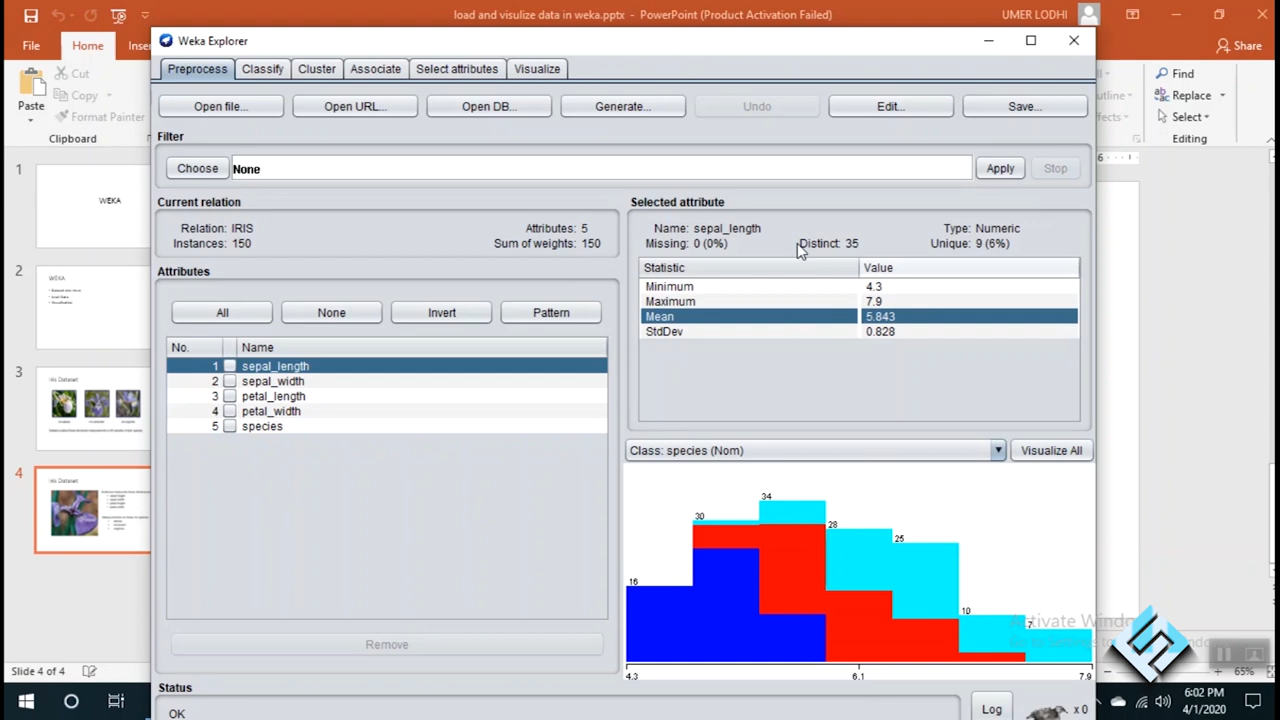 load and visulize data in weka.pptx - PowerPoint (Product Activation Failed)
UMER LODHI
File
Home
Inser
Share
Weka Explorer
Preprocess
Classify
Cluster
Associate
Select attributes
Visualize
Open file...
Open URL...
Open DB...
Generate...
Undo
Edit...
Save...
Paste
Cut
Copy
Format Painter
Clipboard
Find
Replace
Select
Editing
Filter
Choose
None
Apply
Stop
Current relation
Relation: IRIS
Attributes: 5
Instances: 150
Sum of weights: 150
Selected attribute
Name: sepal_length
Type: Numeric
Missing: 0 (0%)
Distinct: 35
Unique: 9 (6%)
Statistic
Value
Minimum
4.3
Maximum
7.9
Mean
5.843
StdDev
0.828
Attributes
All
None
Invert
Pattern
No.
Name
1 sepal_length
2 sepal_width
3 petal_length
4 petal_width
5 species
Remove
Class: species (Nom)
Visualize All
16
30
34
28
25
10
7
4.3
6.1
7.9
Status
OK
Log
x 0
1
WEKA
2
WEKA
3
Iris Dataset
4
Iris Dataset
Slide 4 of 4
65%
6:02 PM
4/1/2020